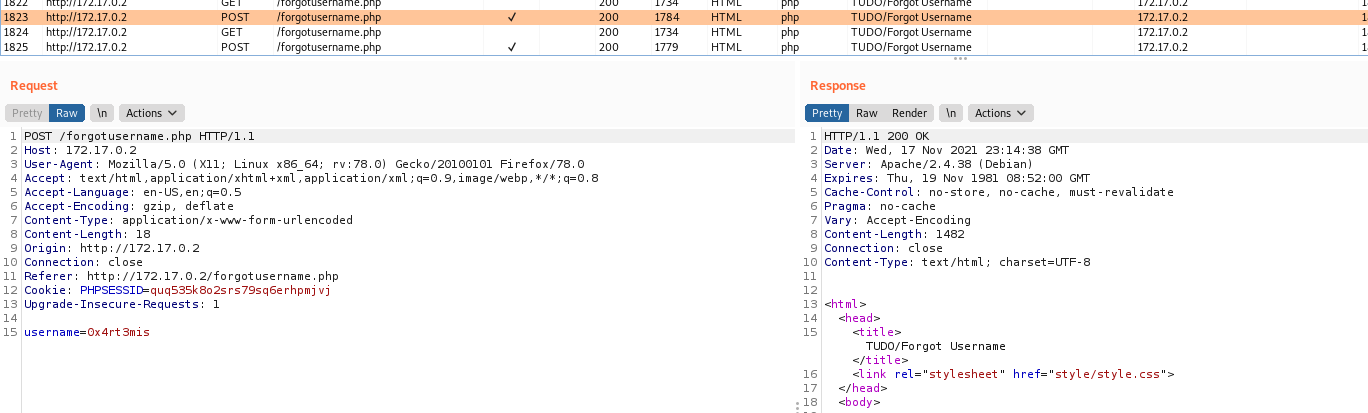 1822 http://172.17.0.2 GET /forgotusername.php 200 1734 HTML php TUDO/Forgot Username 172.17.0.2
1823 http://172.17.0.2 POST /forgotusername.php ✓ 200 1784 HTML php TUDO/Forgot Username 172.17.0.2
1824 http://172.17.0.2 GET /forgotusername.php 200 1734 HTML php TUDO/Forgot Username 172.17.0.2
1825 http://172.17.0.2 POST /forgotusername.php ✓ 200 1779 HTML php TUDO/Forgot Username 172.17.0.2
Request
Pretty Raw \n Actions
1 POST /forgotusername.php HTTP/1.1
2 Host: 172.17.0.2
3 User-Agent: Mozilla/5.0 (X11; Linux x86_64; rv:78.0) Gecko/20100101 Firefox/78.0
4 Accept: text/html,application/xhtml+xml,application/xml;q=0.9,image/webp,*/*;q=0.8
5 Accept-Language: en-US,en;q=0.5
6 Accept-Encoding: gzip, deflate
7 Content-Type: application/x-www-form-urlencoded
8 Content-Length: 18
9 Origin: http://172.17.0.2
10 Connection: close
11 Referer: http://172.17.0.2/forgotusername.php
12 Cookie: PHPSESSID=quq535k8o2srs79sq6erhpmjvj
13 Upgrade-Insecure-Requests: 1
14
15 username=0x4rt3mis
Response
Pretty Raw Render \n Actions
1 HTTP/1.1 200 OK
2 Date: Wed, 17 Nov 2021 23:14:38 GMT
3 Server: Apache/2.4.38 (Debian)
4 Expires: Thu, 19 Nov 1981 08:52:00 GMT
5 Cache-Control: no-store, no-cache, must-revalidate
6 Pragma: no-cache
7 Vary: Accept-Encoding
8 Content-Length: 1482
9 Connection: close
10 Content-Type: text/html; charset=UTF-8
11
12
13 <html>
14 <head>
15 <title>
TUDO/Forgot Username
</title>
16 <link rel="stylesheet" href="style/style.css">
17 </head>
18 <body>